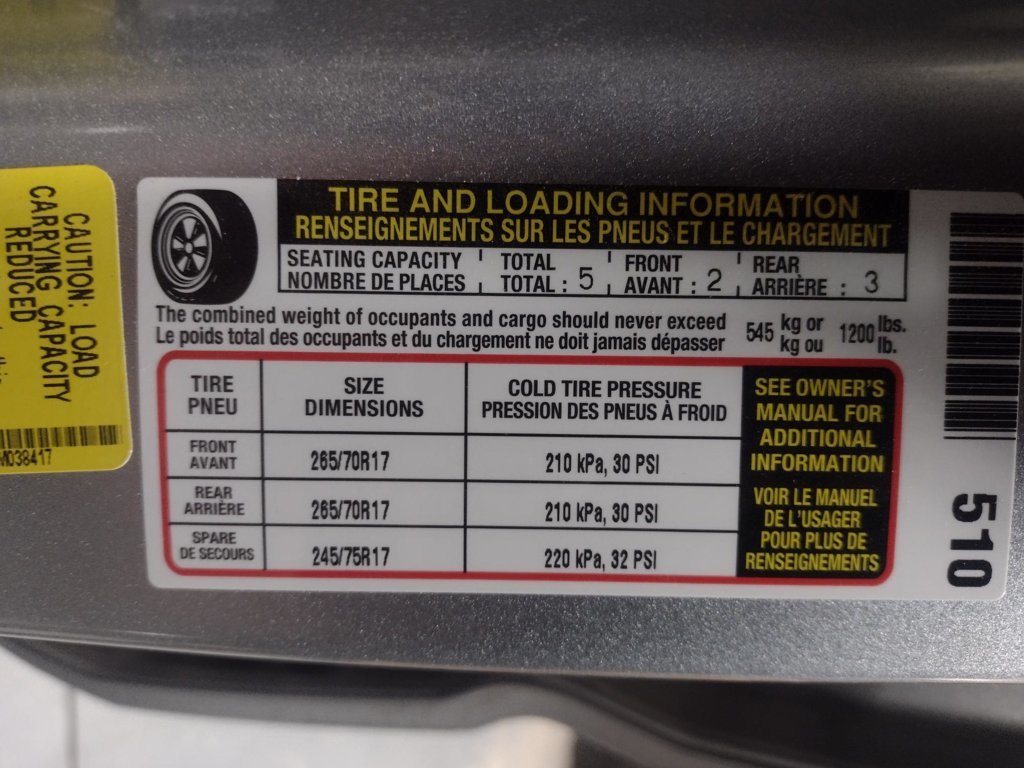 CAUTION: LOAD
CARRYING CAPACITY
REDUCED
TIRE AND LOADING INFORMATION
RENSEIGNEMENTS SUR LES PNEUS ET LE CHARGEMENT
SEATING CAPACITY TOTAL FRONT REAR
NOMBRE DE PLACES TOTAL : 5 AVANT : 2 ARRIÈRE : 3
The combined weight of occupants and cargo should never exceed 545 kg or 1200 lbs.
Le poids total des occupants et du chargement ne doit jamais dépasser kg ou lb.
TIRE SIZE COLD TIRE PRESSURE
PNEU DIMENSIONS PRESSION DES PNEUS À FROID
FRONT
AVANT 265/70R17 210 kPa, 30 PSI
REAR
ARRIÈRE 265/70R17 210 kPa, 30 PSI
SPARE
DE SECOURS 245/75R17 220 kPa, 32 PSI
SEE OWNER'S
MANUAL FOR
ADDITIONAL
INFORMATION
VOIR LE MANUEL
DE L'USAGER
POUR PLUS DE
RENSEIGNEMENTS
510